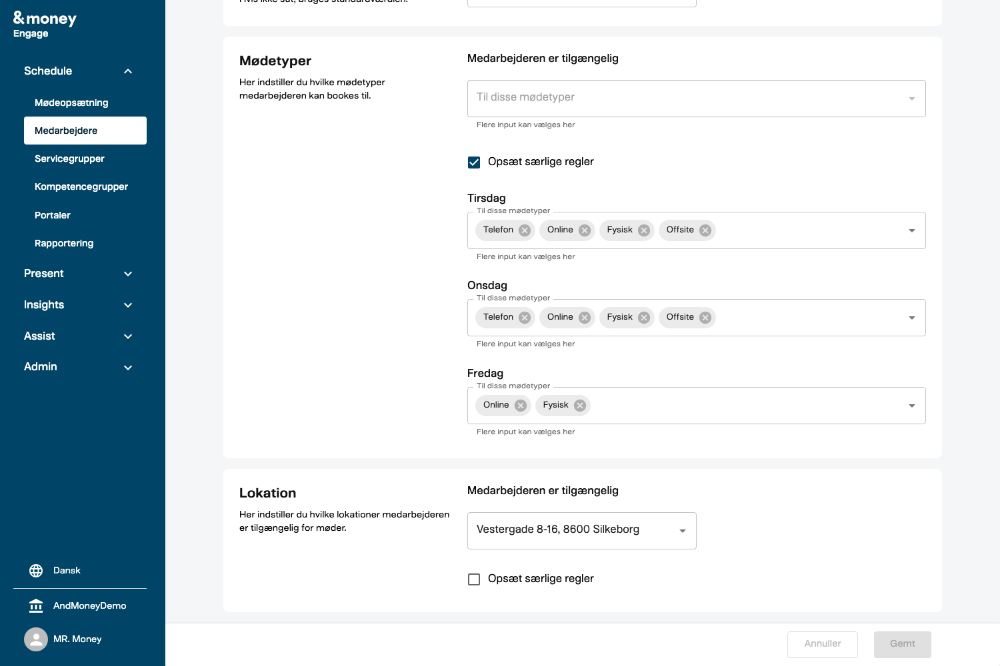 &money
Engage
Schedule
Mødeopsætning
Medarbejdere
Servicegrupper
Kompetencegrupper
Portaler
Rapportering
Present
Insights
Assist
Admin
Dansk
AndMoneyDemo
MR. Money
Hvis ikke sat, bruges standardværdien.
Mødetyper
Her indstiller du hvilke mødetyper
medarbejderen kan bookes til.
Medarbejderen er tilgængelig
Til disse mødetyper
Flere input kan vælges her
Opsæt særlige regler
Tirsdag
Til disse mødetyper
Telefon Online Fysisk Offsite
Flere input kan vælges her
Onsdag
Til disse mødetyper
Telefon Online Fysisk Offsite
Flere input kan vælges her
Fredag
Til disse mødetyper
Online Fysisk
Flere input kan vælges her
Lokation
Her indstiller du hvilke lokationer medarbejderen
er tilgængelig for møder.
Medarbejderen er tilgængelig
Vestergade 8-16, 8600 Silkeborg
Opsæt særlige regler
Annuller Gemt